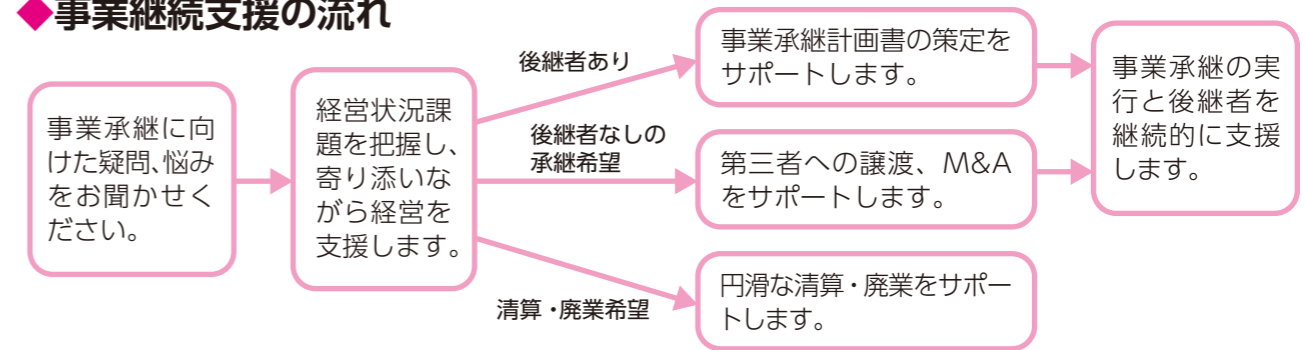 ◆事業継続支援の流れ
事業承継に向
けた疑問、悩み
をお聞かせく
ださい。
経営状況課
題を把握し、
寄り添いな
がら経営を
支援します。
後継者あり
事業承継計画書の策定を
サポートします。
後継者なしの
承継希望
第三者への譲渡、M&A
をサポートします。
清算・廃業希望
円滑な清算・廃業をサポー
トします。
事業承継の実
行と後継者を
継続的に支援
します。